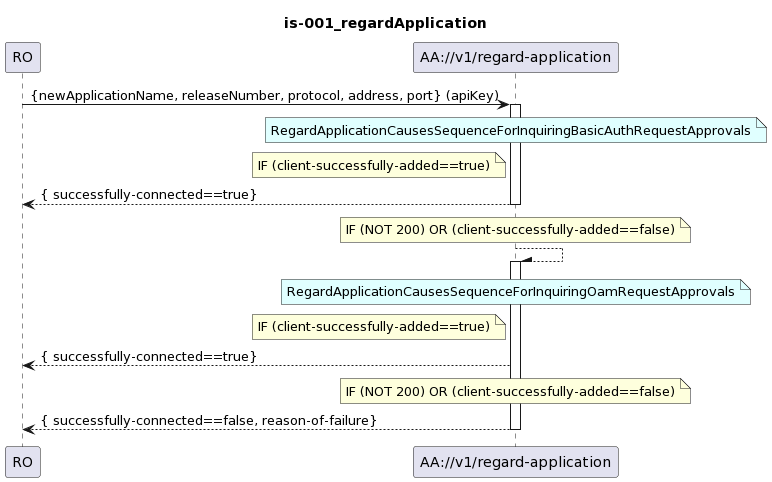 is-001_regardApplication
RO
AA://v1/regard-application
{newApplicationName, releaseNumber, protocol, address, port} (apiKey)
RegardApplicationCausesSequenceForInquiringBasicAuthRequestApprovals
IF (client-successfully-added==true)
{ successfully-connected==true}
IF (NOT 200) OR (client-successfully-added==false)
RegardApplicationCausesSequenceForInquiringOamRequestApprovals
IF (client-successfully-added==true)
{ successfully-connected==true}
IF (NOT 200) OR (client-successfully-added==false)
{ successfully-connected==false, reason-of-failure}
RO
AA://v1/regard-application